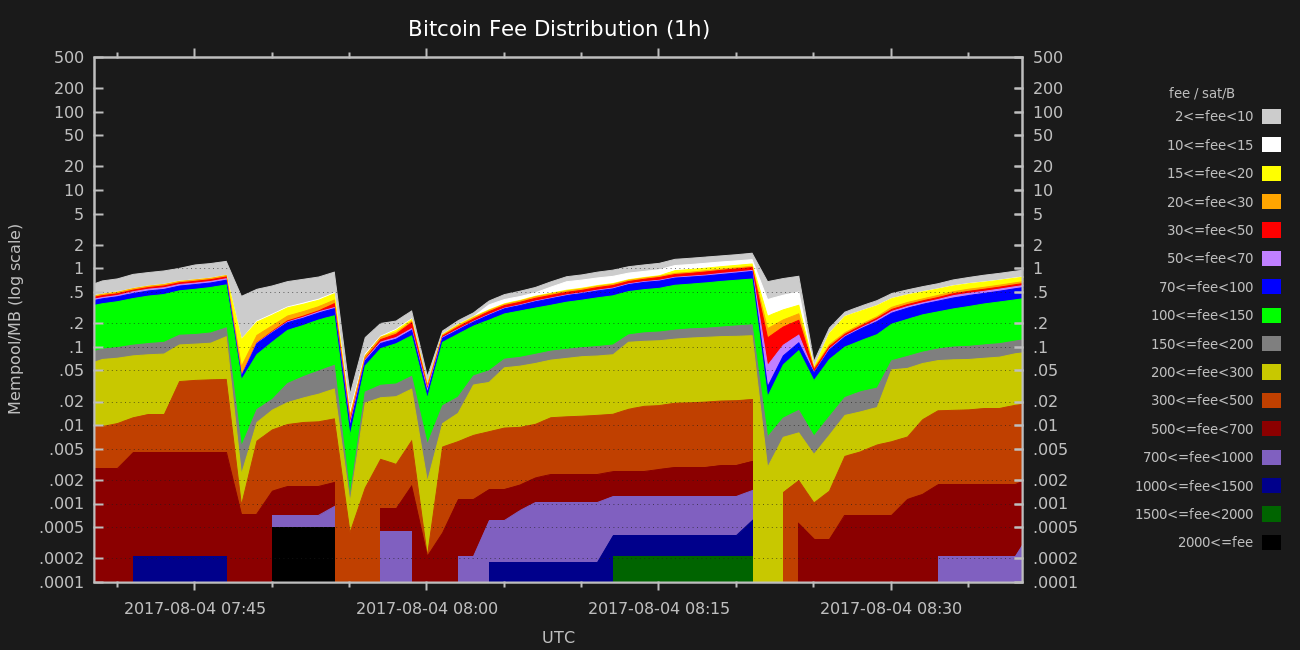 Bitcoin Fee Distribution (1h)
Mempool/MB (log scale)
500
200
100
50
20
10
5
2
1
.5
.2
.1
.05
.02
.01
.005
.002
.001
.0005
.0002
.0001
500
200
100
50
20
10
5
2
1
.5
.2
.1
.05
.02
.01
.005
.002
.001
.0005
.0002
.0001
2017-08-04 07:45
2017-08-04 08:00
2017-08-04 08:15
2017-08-04 08:30
UTC
fee / sat/B
2<=fee<10
10<=fee<15
15<=fee<20
20<=fee<30
30<=fee<50
50<=fee<70
70<=fee<100
100<=fee<150
150<=fee<200
200<=fee<300
300<=fee<500
500<=fee<700
700<=fee<1000
1000<=fee<1500
1500<=fee<2000
2000<=fee